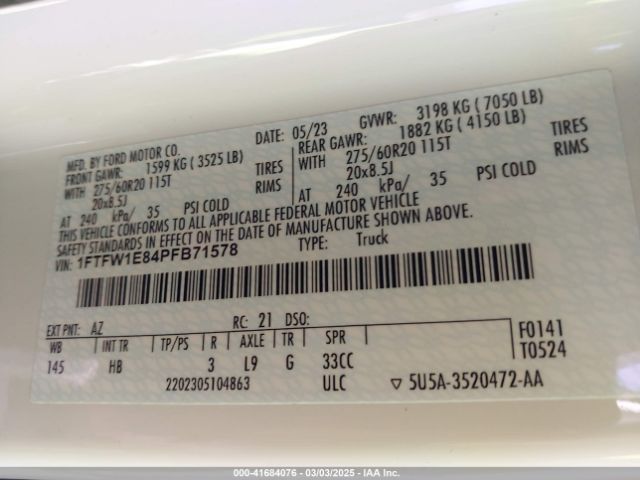 MFD. BY FORD MOTOR CO. DATE: 05/23 GVWR: 3198 KG ( 7050 LB)
FRONT GAWR: 1599 KG ( 3525 LB) REAR GAWR: 1882 KG ( 4150 LB)
WITH 275/60R20 115T TIRES WITH 275/60R20 115T TIRES
20x8.5J RIMS 20x8.5J RIMS
AT 240 kPa/ 35 PSI COLD AT 240 kPa/ 35 PSI COLD
THIS VEHICLE CONFORMS TO ALL APPLICABLE FEDERAL MOTOR VEHICLE
SAFETY STANDARDS IN EFFECT ON THE DATE OF MANUFACTURE SHOWN ABOVE.
VIN: 1FTFW1E84PFB71578 TYPE: Truck
EXT PNT: AZ RC: 21 DSO:
WB INT TR TP/PS R AXLE TR SPR F0141
145 HB 3 L9 G 33CC T0524
2202305104863 ULC ▽ 5U5A-3520472-AA
000-41684076 - 03/03/2025 - IAA Inc.